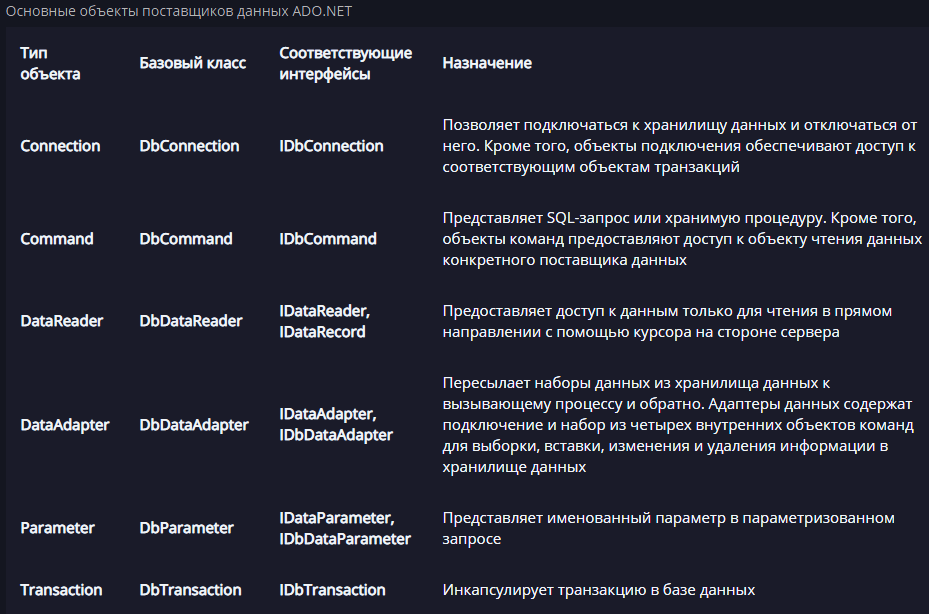 Основные объекты поставщиков данных ADO.NET
Тип
объекта
Базовый класс
Соответствующие
интерфейсы
Назначение
Connection
DbConnection
IDbConnection
Позволяет подключаться к хранилищу данных и отключаться от
него. Кроме того, объекты подключения обеспечивают доступ к
соответствующим объектам транзакций
Command
DbCommand
IDbCommand
Представляет SQL-запрос или хранимую процедуру. Кроме того,
объекты команд предоставляют доступ к объекту чтения данных
конкретного поставщика данных
DataReader
DbDataReader
IDataReader,
IDataRecord
Предоставляет доступ к данным только для чтения в прямом
направлении с помощью курсора на стороне сервера
DataAdapter
DbDataAdapter
IDataAdapter,
IDbDataAdapter
Пересылает наборы данных из хранилища данных к
вызывающему процессу и обратно. Адаптеры данных содержат
подключение и набор из четырех внутренних объектов команд
для выборки, вставки, изменения и удаления информации в
хранилище данных
Parameter
DbParameter
IDataParameter,
IDbDataParameter
Представляет именованный параметр в параметризованном
запросе
Transaction
DbTransaction
IDbTransaction
Инкапсулирует транзакцию в базе данных